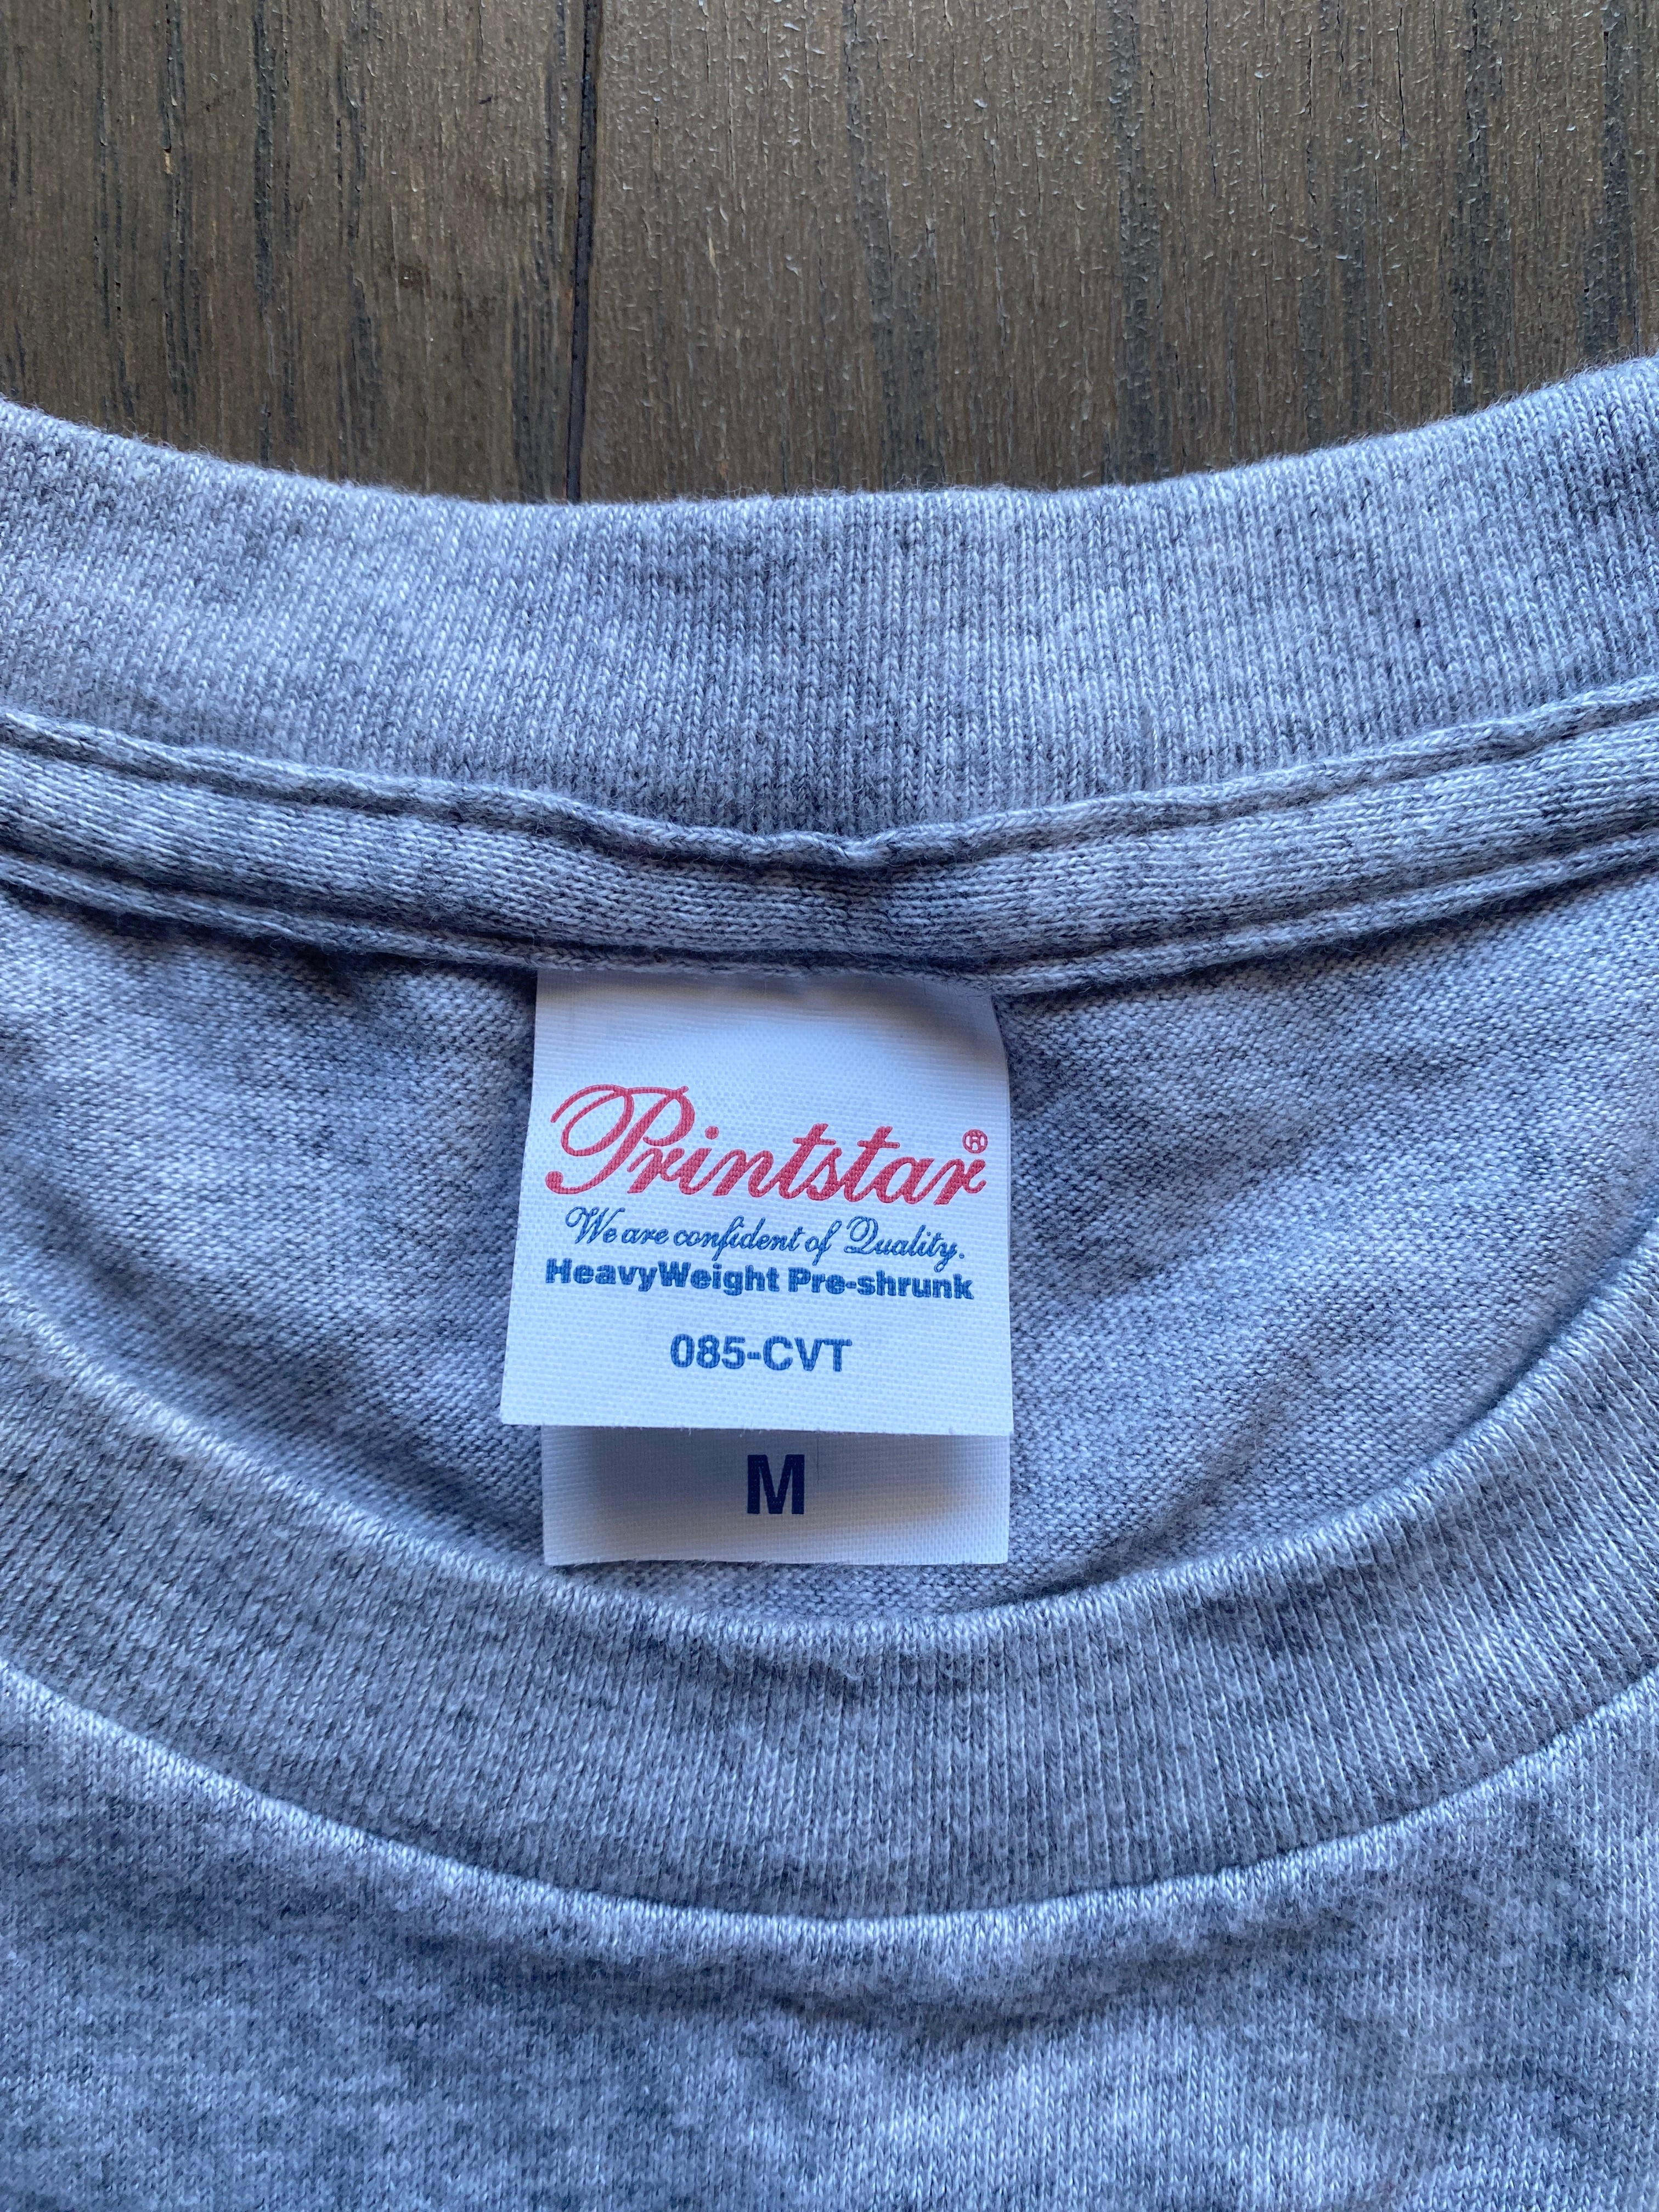 Printstar®
We are confident of Quality.
HeavyWeight Pre-shrunk
085-CVT
M